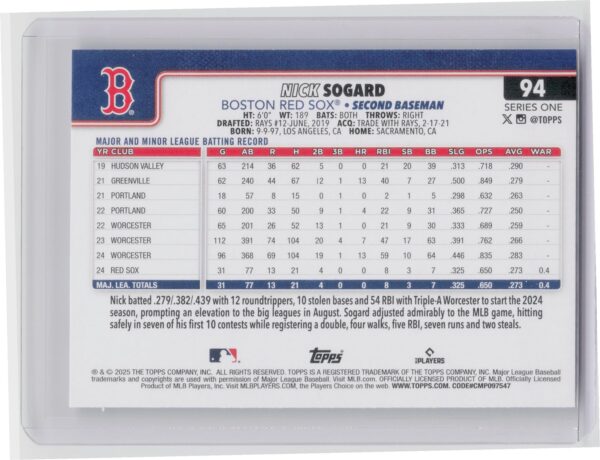 B
NICK SOGARD
94
BOSTON RED SOX® • SECOND BASEMAN
SERIES ONE
HT: 6'0" WT: 189 BATS: BOTH THROWS: RIGHT
@TOPPS
DRAFTED: RAYS #12-JUNE, 2019 ACQ: TRADE WITH RAYS, 2-17-21
BORN: 9-9-97, LOS ANGELES, CA HOME: SACRAMENTO, CA
MAJOR AND MINOR LEAGUE BATTING RECORD
YR CLUB G AB R H 2B 3B HR RBI SB BB SLG OPS AVG WAR
19 HUDSON VALLEY 63 214 36 62 5 0 0 21 20 39 .313 .718 .290 -
21 GREENVILLE 62 240 44 67 12 1 13 40 7 27 .500 .849 .279 -
21 PORTLAND 18 57 8 15 0 1 0 2 1 5 .298 .632 .263 -
22 PORTLAND 60 200 33 50 9 1 4 22 9 31 .365 .727 .250 -
22 WORCESTER 65 201 26 52 13 1 0 21 9 30 .333 .685 .259 -
23 WORCESTER 112 391 74 104 20 4 7 47 17 63 .391 .762 .266 -
24 WORCESTER 96 368 69 104 19 1 13 59 10 56 .446 .839 .283 -
24 RED SOX 31 77 13 21 4 0 0 8 3 7 .325 .650 .273 0.4
MAJ. LEA. TOTALS 31 77 13 21 4 0 0 8 3 7 .325 .650 .273 0.4
Nick batted .279/.382/.439 with 12 roundtrippers, 10 stolen bases and 54 RBI with Triple-A Worcester to start the 2024
season, prompting an elevation to the big leagues in August. Sogard adjusted admirably to the MLB game, hitting
safely in seven of his first 10 contests while registering a double, four walks, five RBI, seven runs and two steals.
Topps
PLAYERS
® & © 2025 THE TOPPS COMPANY, INC. ALL RIGHTS RESERVED. TOPPS IS A REGISTERED TRADEMARK OF THE TOPPS COMPANY, INC. Major League Baseball
trademarks and copyrights are used with permission of Major League Baseball. Visit MLB.com. OFFICIALLY LICENSED PRODUCT OF MLB PLAYERS, INC. Officially Licensed
Product of MLB Players, Inc. Visit MLBPLAYERS.COM, the Players Choice on the web. WWW.TOPPS.COM. CODE#CMP097547